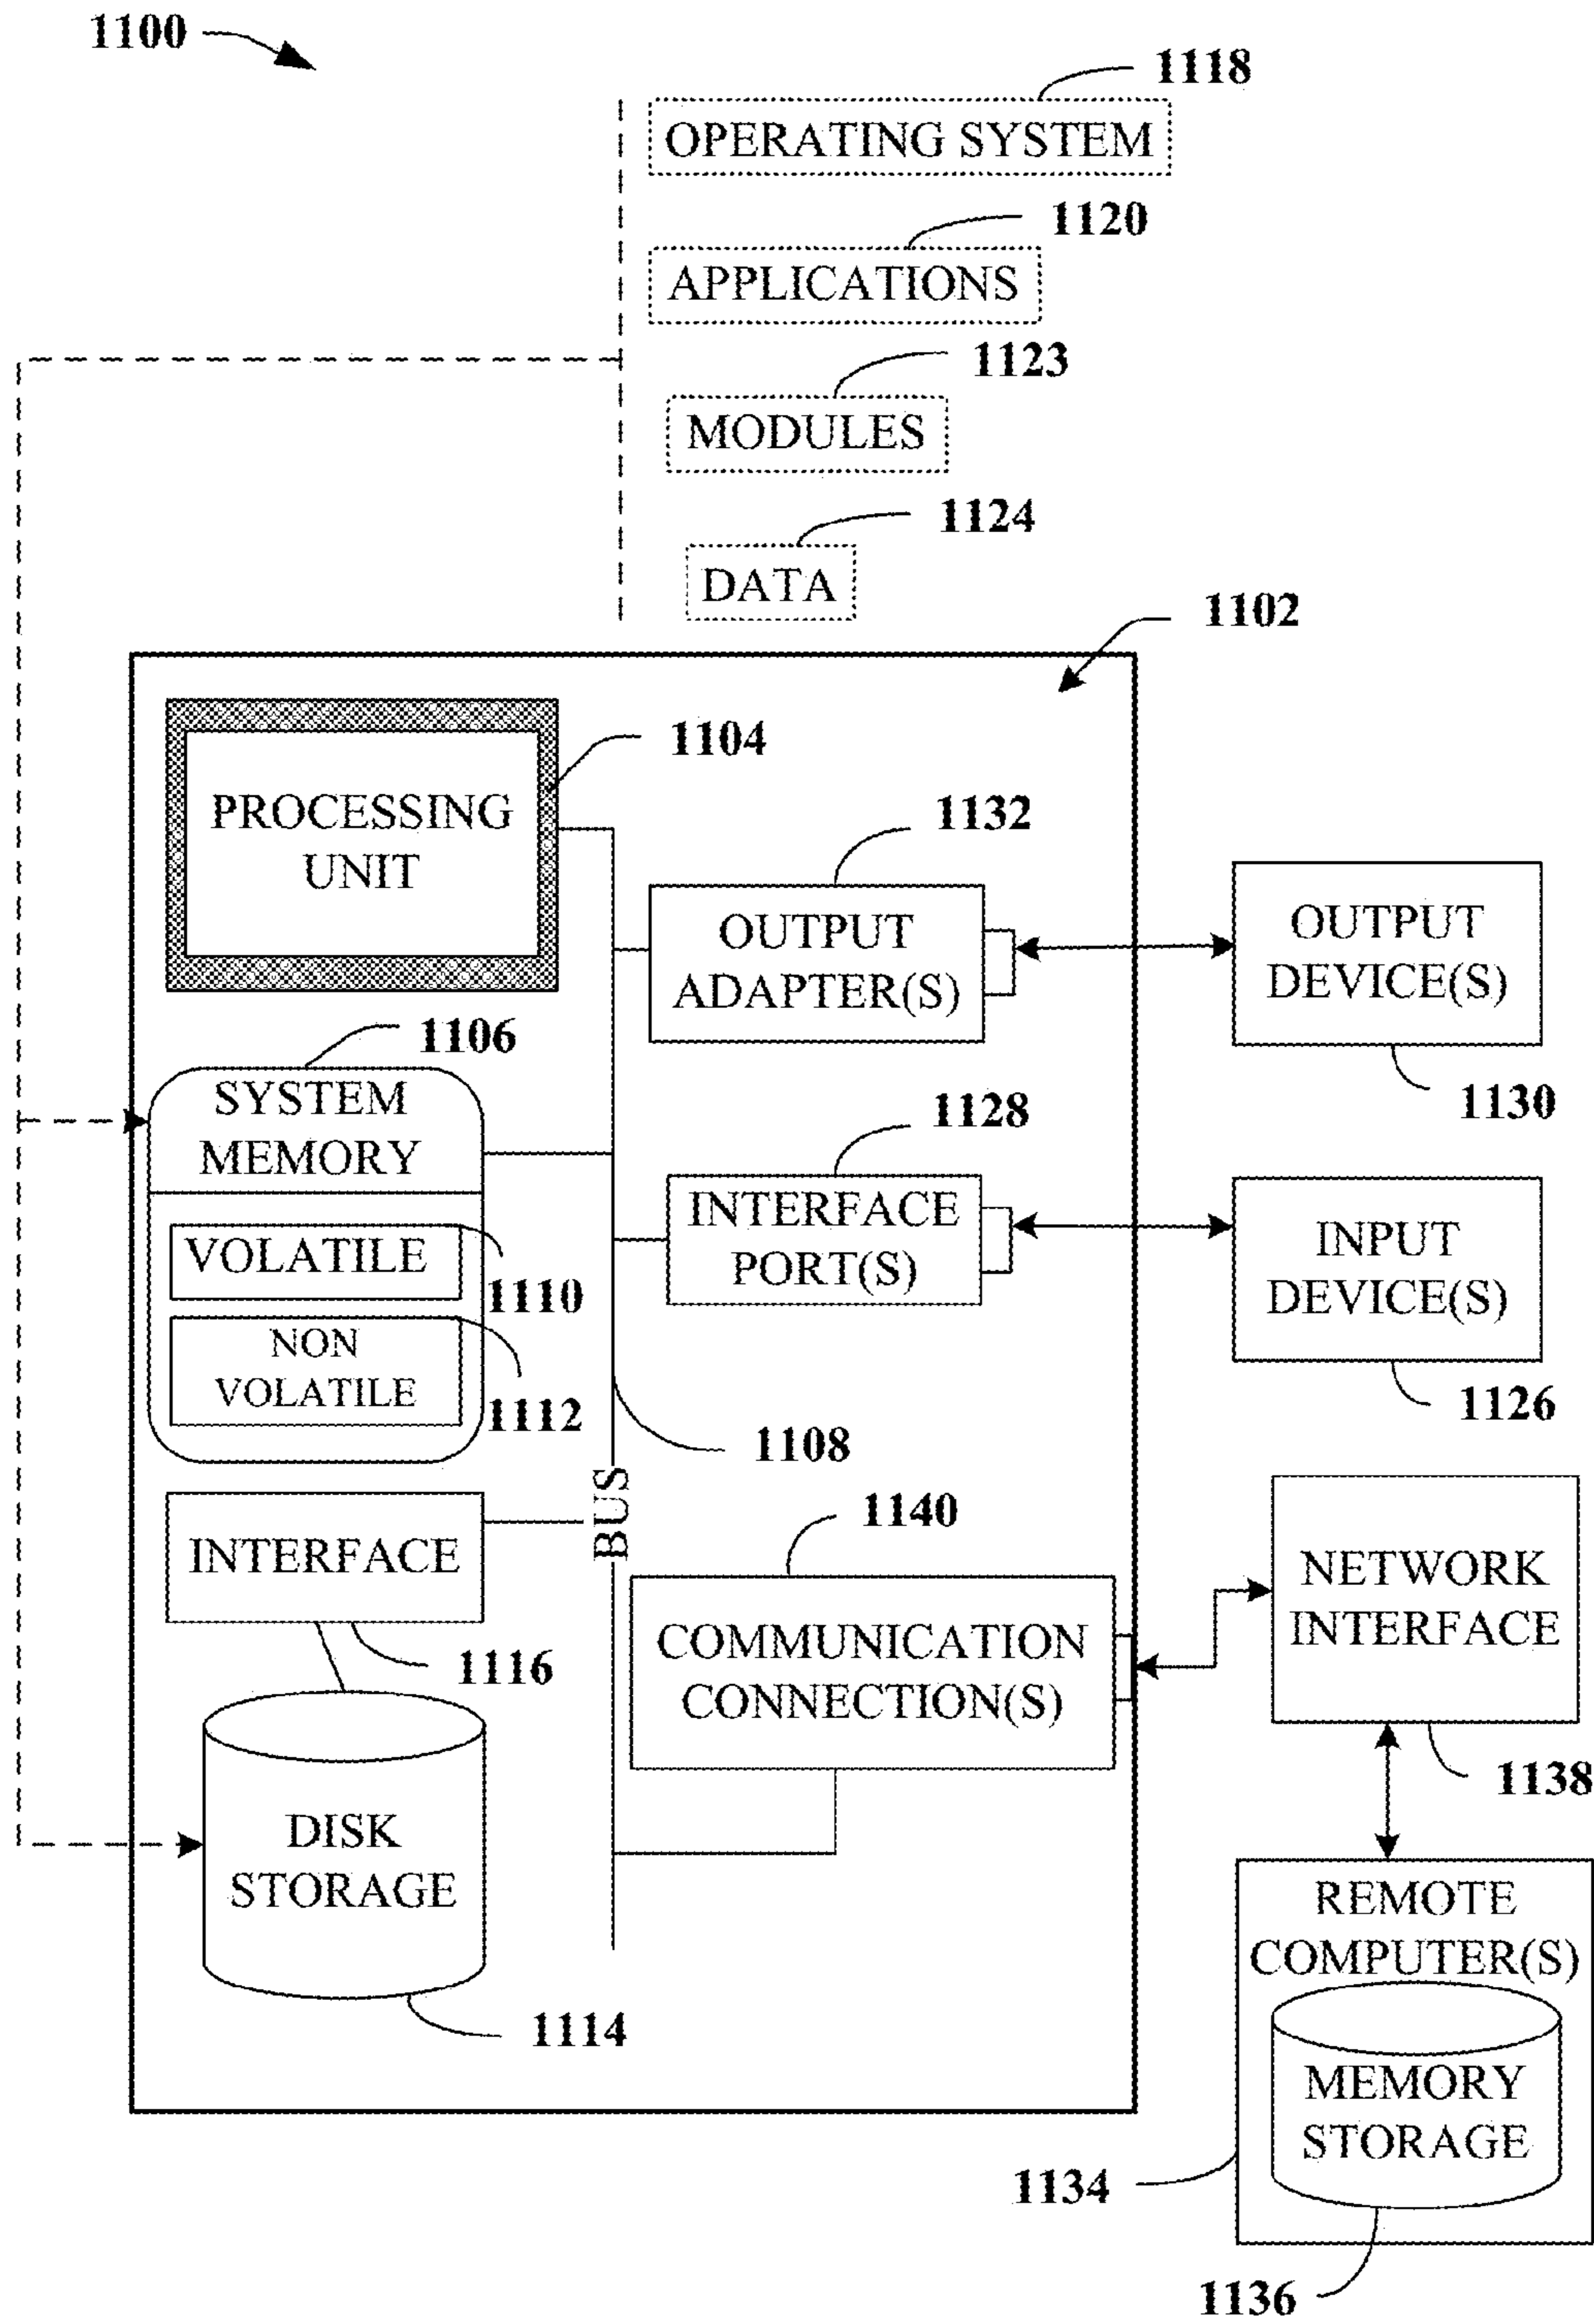 1100
1118
OPERATING SYSTEM
1120
APPLICATIONS
1123
MODULES
1124
DATA
1102
PROCESSING
UNIT
1104
1132
OUTPUT
ADAPTER(S)
OUTPUT
DEVICE(S)
1130
1106
SYSTEM
MEMORY
VOLATILE
1110
NON
VOLATILE
1112
1128
INTERFACE
PORT(S)
INPUT
DEVICE(S)
1126
1108
BUS
INTERFACE
1116
1140
COMMUNICATION
CONNECTION(S)
NETWORK
INTERFACE
1138
DISK
STORAGE
1114
REMOTE
COMPUTER(S)
MEMORY
STORAGE
1134
1136